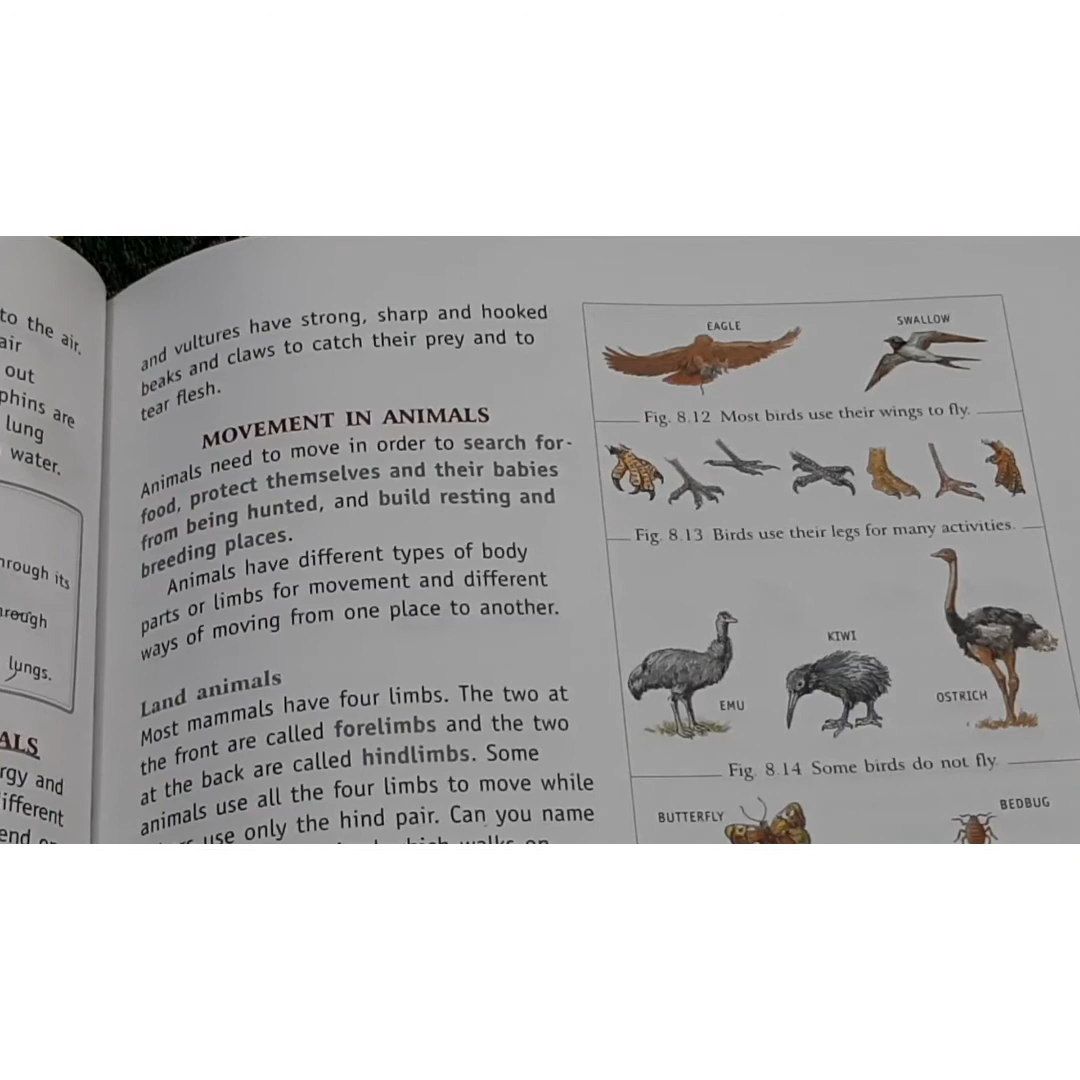 to the air.
air
out
phins are
lung
water.
hrough its
through
lungs.
ALS
rgy and
ifferent
and vultures have strong, sharp and hooked
beaks and claws to catch their prey and to
tear flesh.
MOVEMENT IN ANIMALS
Animals need to move in order to search for
food, protect themselves and their babies
from being hunted, and build resting and
breeding places.
Animals have different types of body
parts or limbs for movement and different
ways of moving from one place to another.
Land animals
Most mammals have four limbs. The two at
the front are called forelimbs and the two
at the back are called hindlimbs. Some
animals use all the four limbs to move while
use only the hind pair. Can you name
walks on
EAGLE
SWALLOW
Fig. 8.12 Most birds use their wings to fly.
Fig. 8.13 Birds use their legs for many activities.
EMU
KIWI
OSTRICH
Fig. 8.14 Some birds do not fly.
BUTTERFLY
BEDBUG